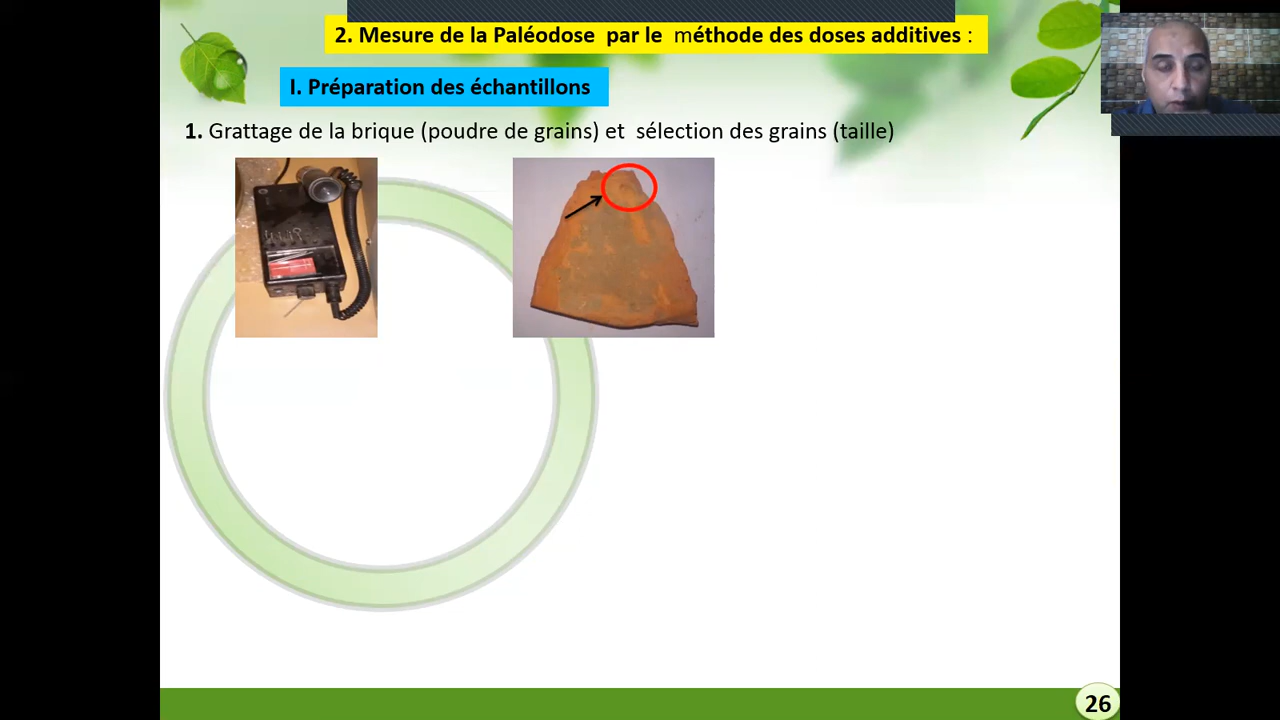 2. Mesure de la Paléodose par le méthode des doses additives :
I. Préparation des échantillons
1. Grattage de la brique (poudre de grains) et sélection des grains (taille)
26